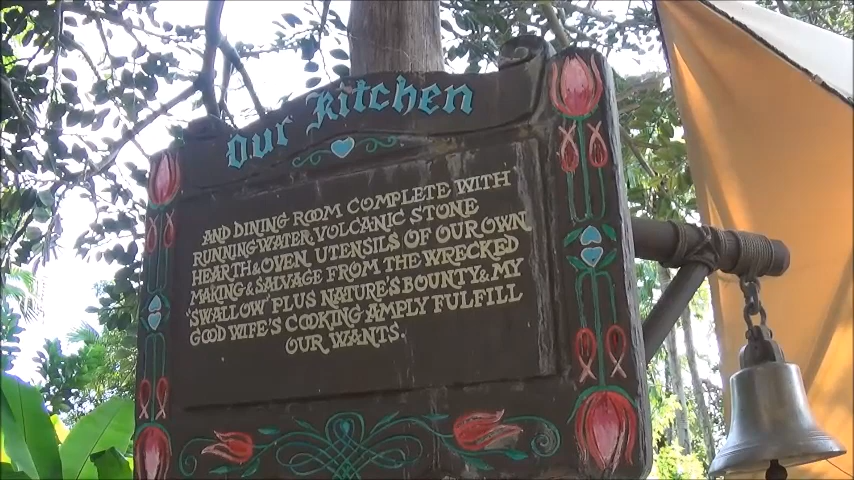 Our Kitchen
AND DINING ROOM COMPLETE WITH
RUNNING WATER, VOLCANIC STONE
HEARTH & OVEN, UTENSILS OF OUR OWN
MAKING & SALVAGE FROM THE WRECKED
"SWALLOW" PLUS NATURE'S BOUNTY & MY
GOOD WIFE'S COOKING AMPLY FULFILL
OUR WANTS.